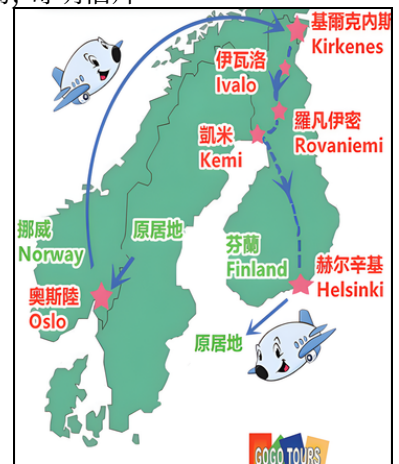 基爾克內斯
Kirkenes
伊瓦洛
Ivalo
羅凡伊密
Rovaniemi
凱米
Kemi
挪威
Norway
原居地
芬蘭
Finland
赫尔辛基
Helsinki
奧斯陸
Oslo
原居地
GOGO TOURS